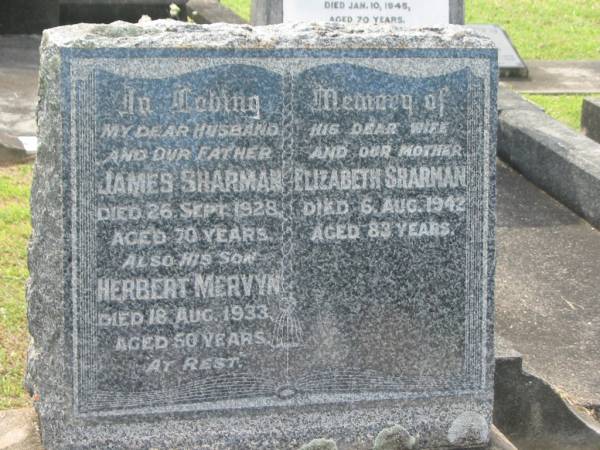 DIED JAN. 10, 1945,
AGED 70 YEARS.
In Loving Memory of
MY DEAR HUSBAND
AND OUR FATHER
JAMES SHARMAN
DIED 26 SEPT. 1928,
AGED 70 YEARS.
ALSO HIS SON
HERBERT MERVYN
DIED 18 AUG. 1933.
AGED 50 YEARS.
AT REST.
HIS DEAR WIFE
AND OUR MOTHER
ELIZABETH SHARMAN
DIED 6, AUG. 1942
AGED 83 YEARS.